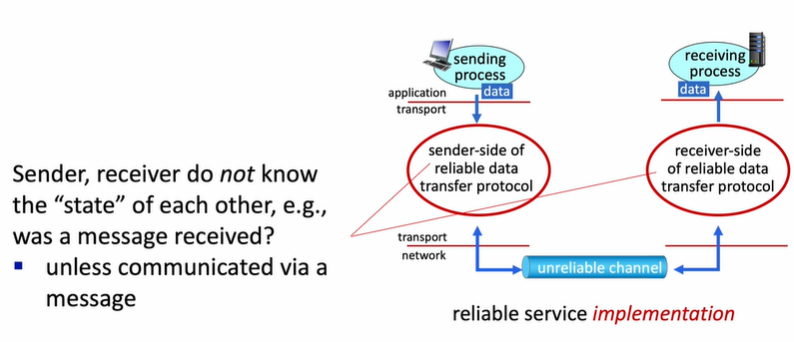 Sender, receiver do not know
the “state” of each other, e.g.,
was a message received?
▪ unless communicated via a
message
sending
process
data
application
transport
receiving
process
data
sender-side of
reliable data
transfer protocol
receiver-side
of reliable data
transfer protocol
transport
network
unreliable channel
reliable service implementation